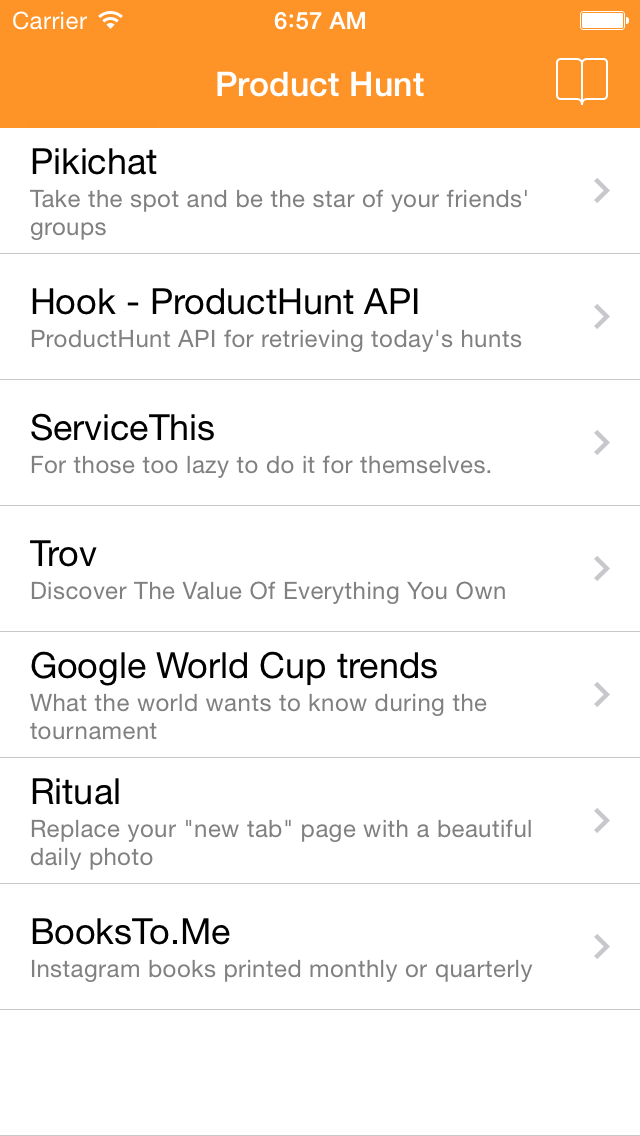 Carrier
6:57 AM
Product Hunt
Pikichat
Take the spot and be the star of your friends'
groups
Hook - ProductHunt API
ProductHunt API for retrieving today's hunts
ServiceThis
For those too lazy to do it for themselves.
Trov
Discover The Value Of Everything You Own
Google World Cup trends
What the world wants to know during the
tournament
Ritual
Replace your "new tab" page with a beautiful
daily photo
BooksTo.Me
Instagram books printed monthly or quarterly